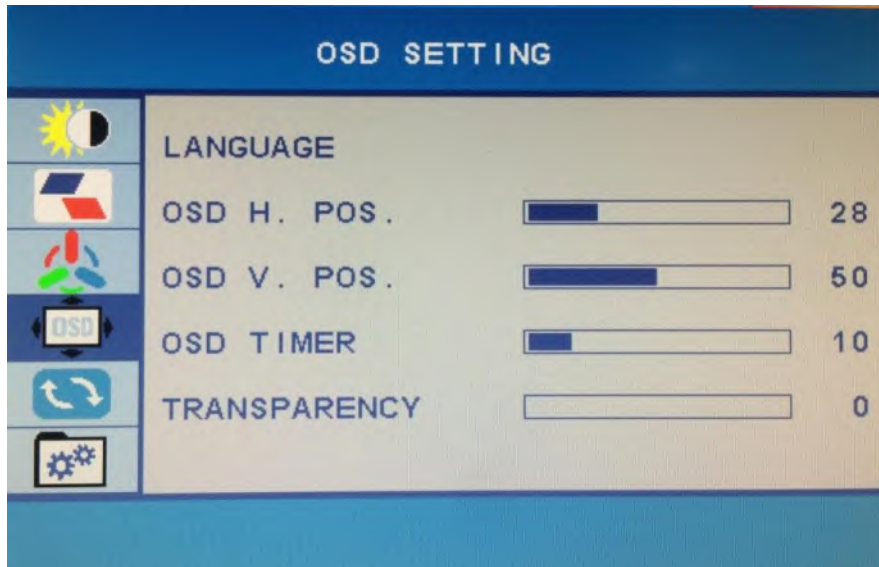 OSD SETTING
LANGUAGE
OSD H. POS. 28
OSD V. POS. 50
OSD
OSD TIMER 10
TRANSPARENCY 0